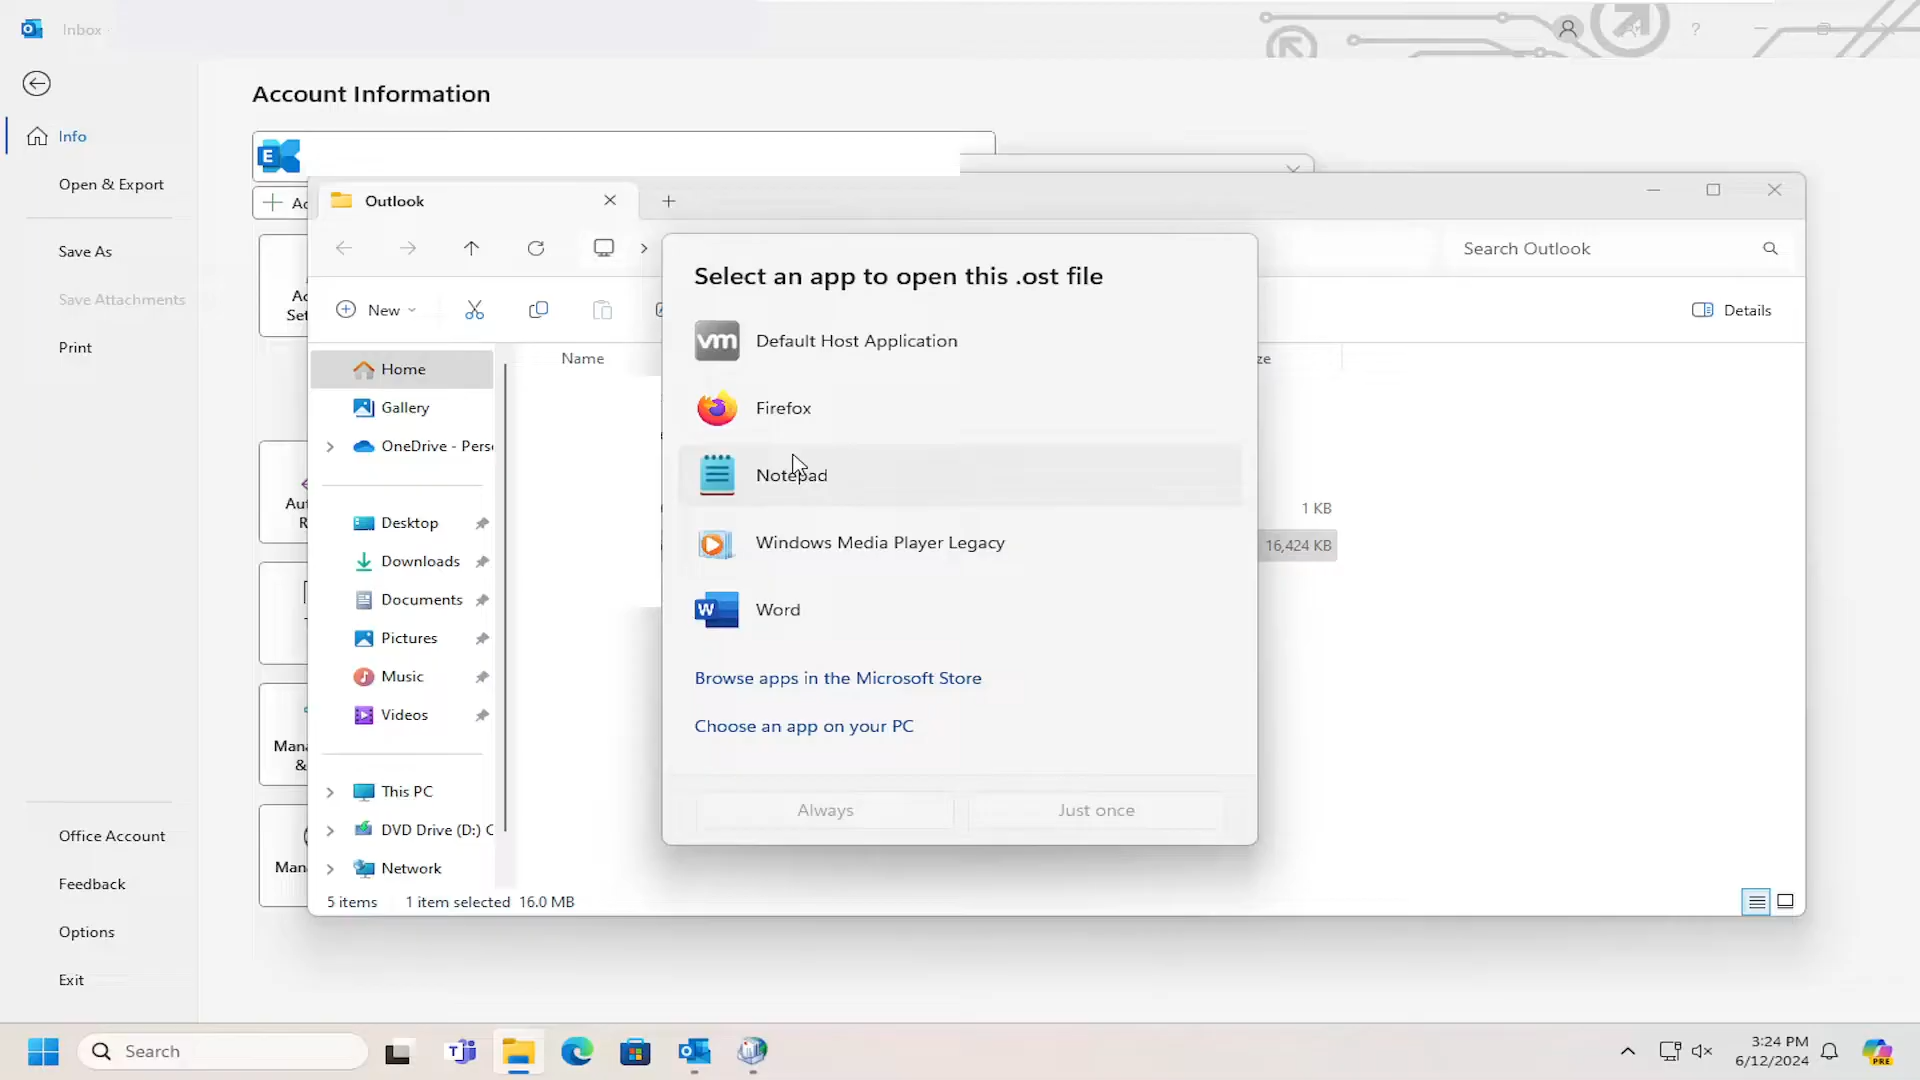 Inbox
?
Account Information
Info
E
Open & Export
Outlook
Save As
Search Outlook
Select an app to open this .ost file
Save Attachments
New
Details
vm Default Host Application
Print
Name
Home
Firefox
Gallery
OneDrive - Pers
Notepad
1 KB
Desktop
Windows Media Player Legacy
16,424 KB
Downloads
Documents
W Word
Pictures
Music
Browse apps in the Microsoft Store
Videos
Choose an app on your PC
Mana
&
This PC
Always
Just once
Office Account
DVD Drive (D:) C
Mana
Network
Feedback
5 items 1 item selected 16.0 MB
Options
Exit
Search
3:24 PM
6/12/2024
PRE